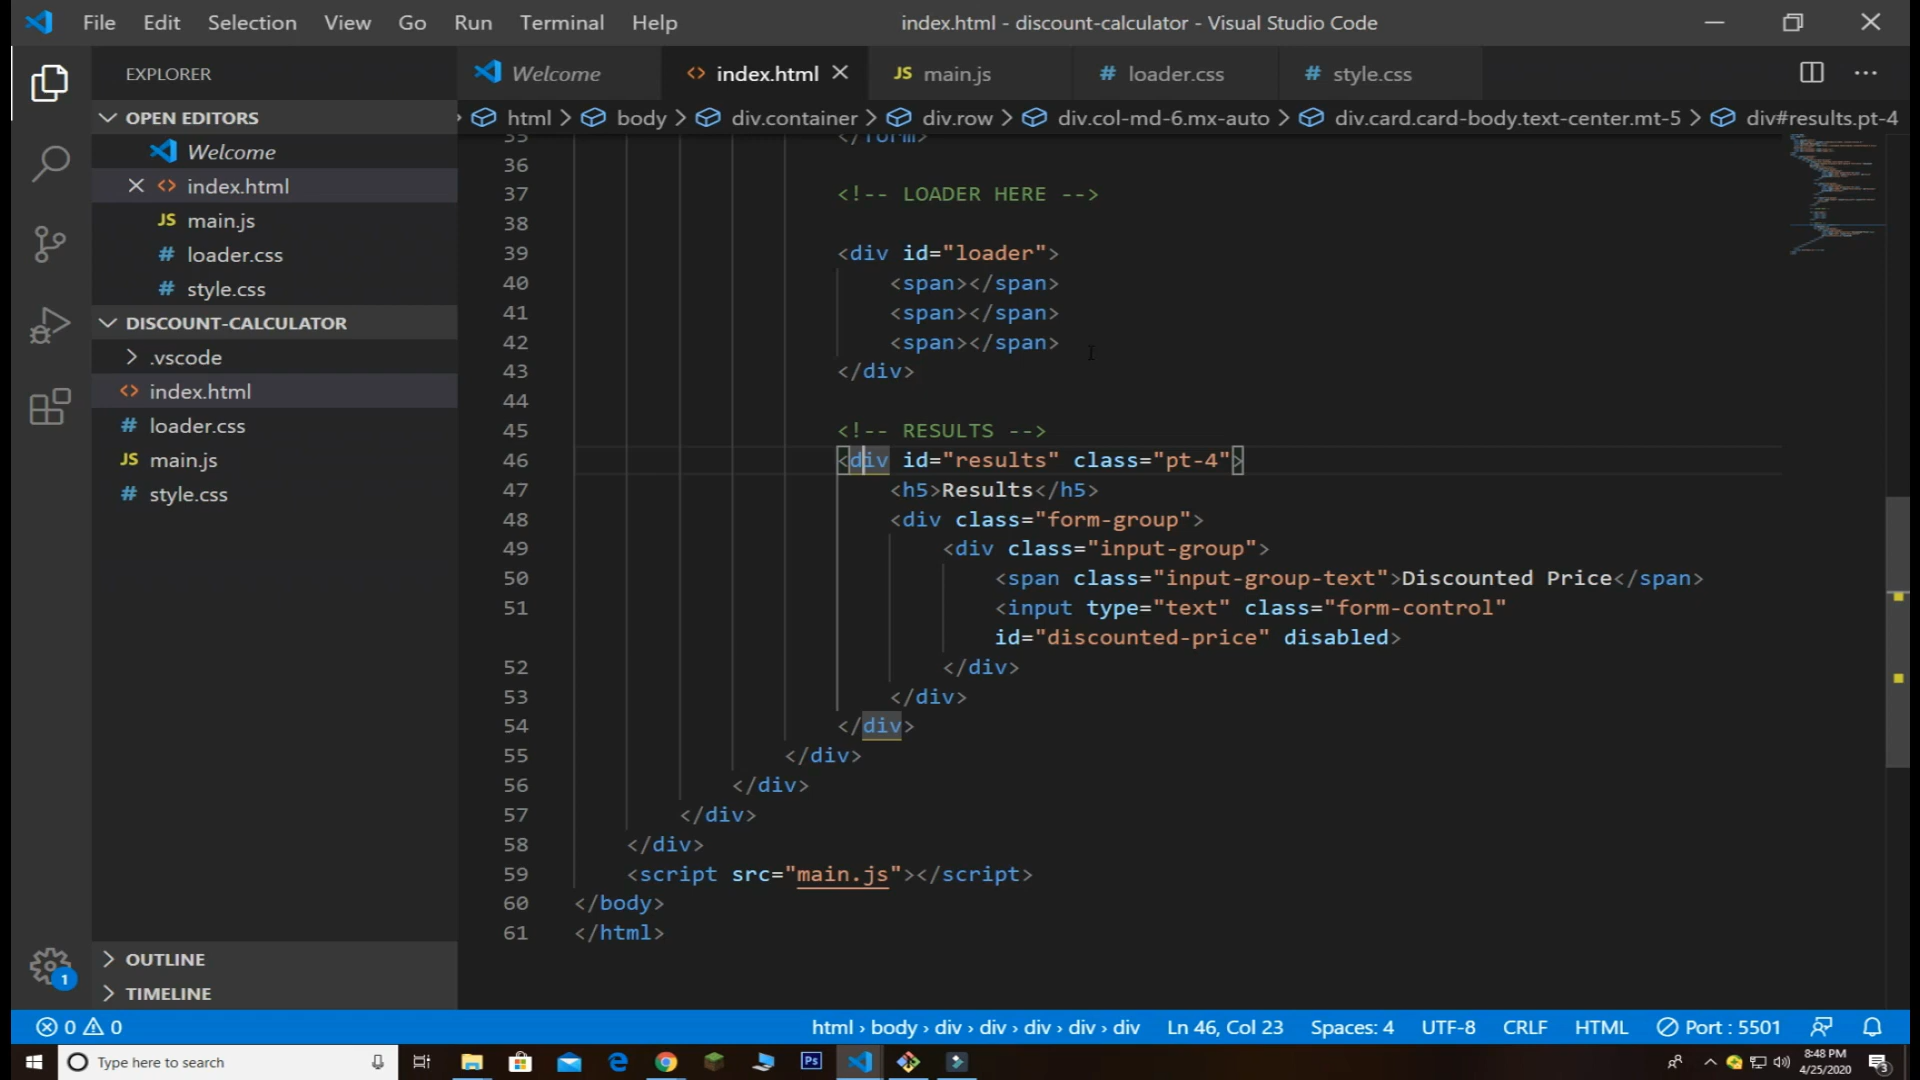 File Edit Selection View Go Run Terminal Help index.html - discount-calculator - Visual Studio Code
EXPLORER
OPEN EDITORS
Welcome
index.html
JS main.js
# loader.css
# style.css
DISCOUNT-CALCULATOR
.vscode
index.html
# loader.css
JS main.js
# style.css
OUTLINE
TIMELINE
1
Welcome index.html JS main.js # loader.css # style.css
html > body > div.container > div.row > div.col-md-6.mx-auto > div.card.card-body.text-center.mt-5 > div#results.pt-4
35 </form>
36
37 <!-- LOADER HERE -->
38
39 <div id="loader">
40 <span></span>
41 <span></span>
42 <span></span>
43 </div>
44
45 <!-- RESULTS -->
46 <div id="results" class="pt-4">
47 <h5>Results</h5>
48 <div class="form-group">
49 <div class="input-group">
50 <span class="input-group-text">Discounted Price</span>
51 <input type="text" class="form-control"
id="discounted-price" disabled>
52 </div>
53 </div>
54 </div>
55 </div>
56 </div>
57 </div>
58 </div>
59 <script src="main.js"></script>
60 </body>
61 </html>
0 0 html › body › div › div › div › div › div Ln 46, Col 23 Spaces: 4 UTF-8 CRLF HTML Port : 5501
Type here to search Ps 8:48 PM
4/25/2020 3